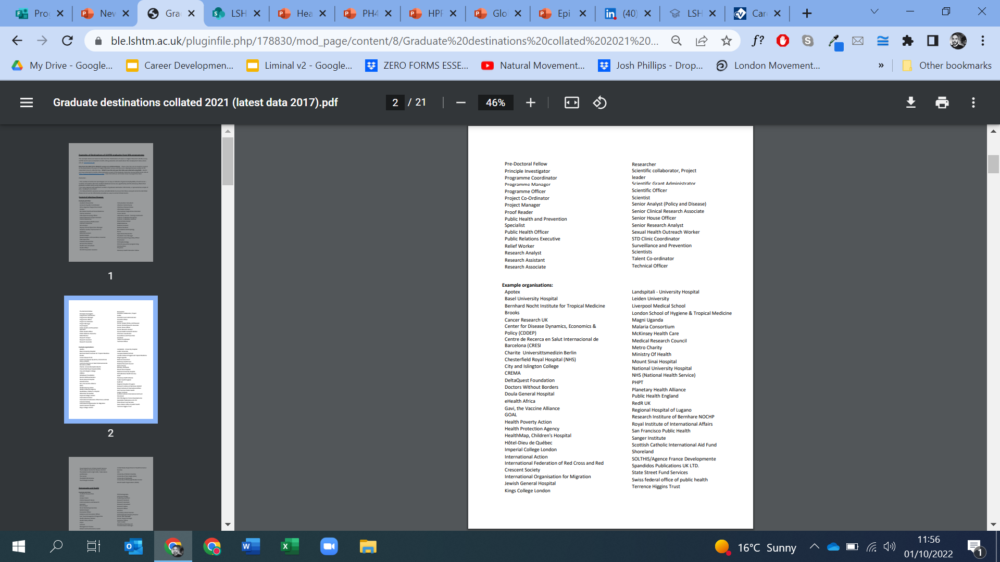 Pro
New
Gra
LSH
Hea
PH4
HPF
Glo
Epi
(40)
LSH
Car
ble.lshtm.ac.uk/pluginfile.php/178830/mod_page/content/8/Graduate%20destinations%20collated%202021%20...
My Drive - Google...
Career Developmen...
Liminal v2 - Google...
ZERO FORMS ESSE...
Natural Movement...
Josh Phillips - Drop...
London Movement...
»
Other bookmarks
Graduate destinations collated 2021 (latest data 2017).pdf
2 / 21
46%
1
2
Pre-Doctoral Fellow
Principle Investigator
Programme Coordinator
Programme Manager
Programme Officer
Project Co-Ordinator
Project Manager
Proof Reader
Public Health and Prevention
Specialist
Public Health Officer
Public Relations Executive
Relief Worker
Research Analyst
Research Assistant
Research Associate
Researcher
Scientific collaborator, Project
leader
Scientific Grant Administrator
Scientific Officer
Scientist
Senior Analyst (Policy and Disease)
Senior Clinical Research Associate
Senior House Officer
Senior Research Analyst
Sexual Health Outreach Worker
STD Clinic Coordinator
Surveillance and Prevention
Scientists
Talent Co-ordinator
Technical Officer
Example organisations:
Apotex
Basel University Hospital
Bernhard Nocht Institute for Tropical Medicine
Brooks
Cancer Research UK
Center for Disease Dynamics, Economics &
Policy (CDDEP)
Centre de Recerca en Salut Internacional de
Barcelona (CRESI
Charite  Universittsmedizin Berlin
Chesterfield Royal Hospital (NHS)
City and Islington College
CREMA
DeltaQuest Foundation
Doctors Without Borders
Doula General Hospital
eHealth Africa
Gavi, the Vaccine Alliance
GOAL
Health Poverty Action
Health Protection Agency
HealthMap, Children's Hospital
Hôtel-Dieu de Québec
Imperial College London
International Action
International Federation of Red Cross and Red
Crescent Society
International Organisation for Migration
Jewish General Hospital
Kings College London
Landspitali - University Hospital
Leiden University
Liverpool Medical School
London School of Hygiene & Tropical Medicine
Magni Uganda
Malaria Consortium
McKinsey Health Care
Medical Research Council
Metro Charity
Ministry Of Health
Mount Sinai Hospital
National University Hospital
NHS (National Health Service)
PHPT
Planetary Health Alliance
Public Health England
RedR UK
Regional Hospital of Lugano
Research Institure of Bernhare NOCHP
Royal Institute of International Affairs
San Francisco Public Health
Sanger Institute
Scottish Catholic International Aid Fund
Shoreland
SOLTHIS/Agence France Developmente
Spandidos Publications UK LTD.
State Street Fund Services
Swiss federal office of public health
Terrence Higgins Trust
16°C Sunny
11:56
01/10/2022
1